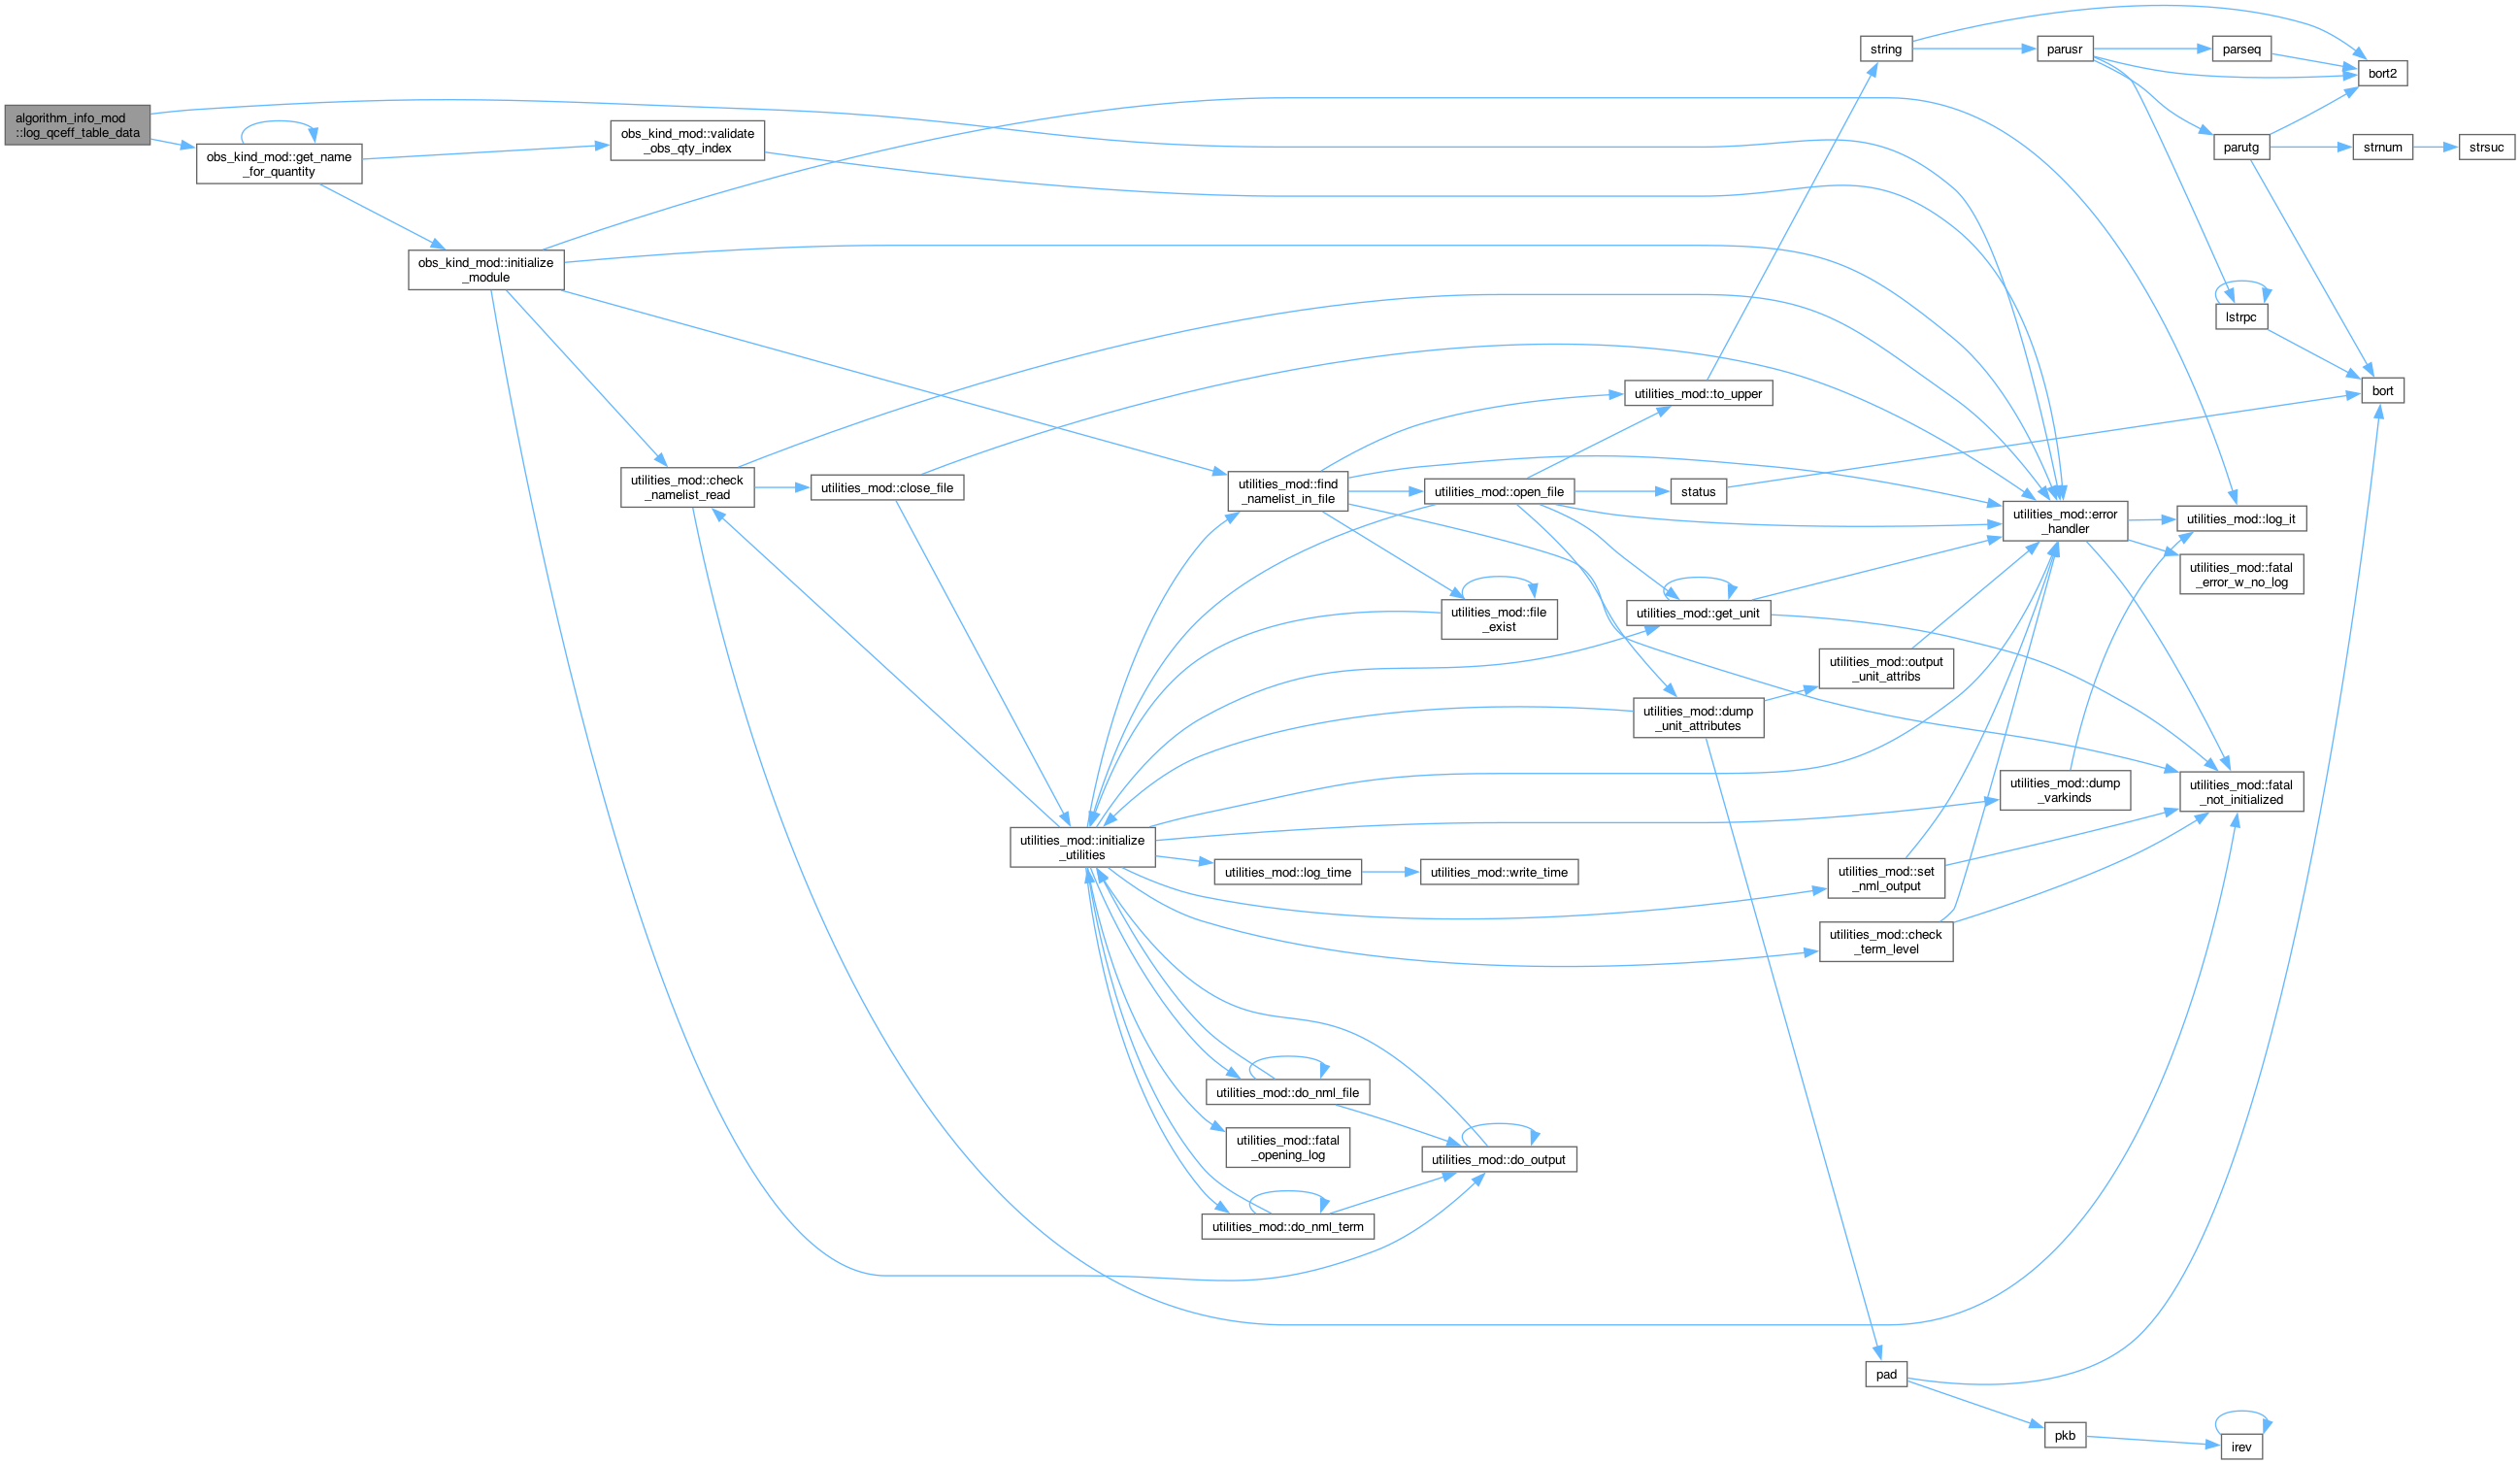 algorithm_info_mod
::log_qceff_table_data
obs_kind_mod::get_name
_for_quantity
obs_kind_mod::validate
_obs_qty_index
obs_kind_mod::initialize
_module
utilities_mod::check
_namelist_read
utilities_mod::close_file
utilities_mod::initialize
_utilities
utilities_mod::find
_namelist_in_file
utilities_mod::log_time
utilities_mod::do_nml_file
utilities_mod::fatal
_opening_log
utilities_mod::do_nml_term
utilities_mod::open_file
utilities_mod::file
_exist
utilities_mod::write_time
utilities_mod::do_output
utilities_mod::to_upper
status
utilities_mod::get_unit
utilities_mod::dump
_unit_attributes
string
utilities_mod::output
_unit_attribs
utilities_mod::set
_nml_output
utilities_mod::check
_term_level
pad
parusr
utilities_mod::error
_handler
utilities_mod::dump
_varkinds
pkb
parseq
parutg
lstrpc
utilities_mod::log_it
utilities_mod::fatal
_error_w_no_log
utilities_mod::fatal
_not_initialized
irev
bort2
strnum
bort
strsuc